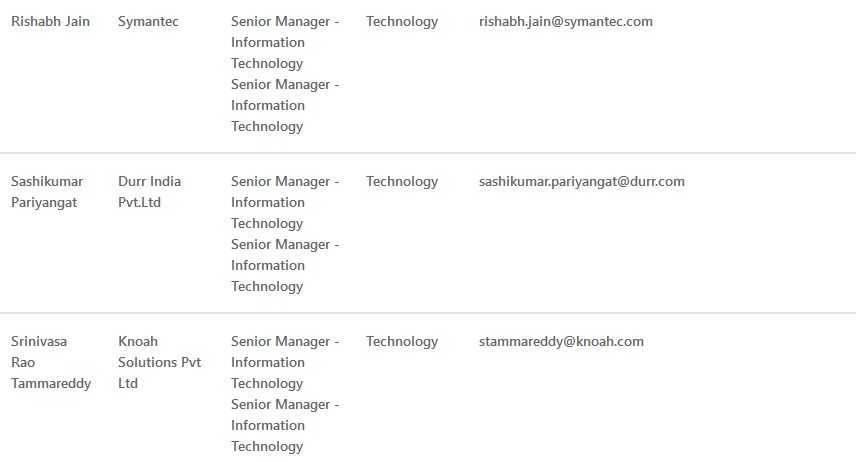 Rishabh Jain Symantec Senior Manager - Technology rishabh.jain@symantec.com
Information
Technology
Senior Manager -
Information
Technology
Sashikumar Durr India Senior Manager - Technology sashikumar.pariyangat@durr.com
Pariyangat Pvt.Ltd Information
Technology
Senior Manager -
Information
Technology
Srinivasa Knoah Senior Manager - Technology stammareddy@knoah.com
Rao Solutions Pvt Information
Tammareddy Ltd Technology
Senior Manager -
Information
Technology